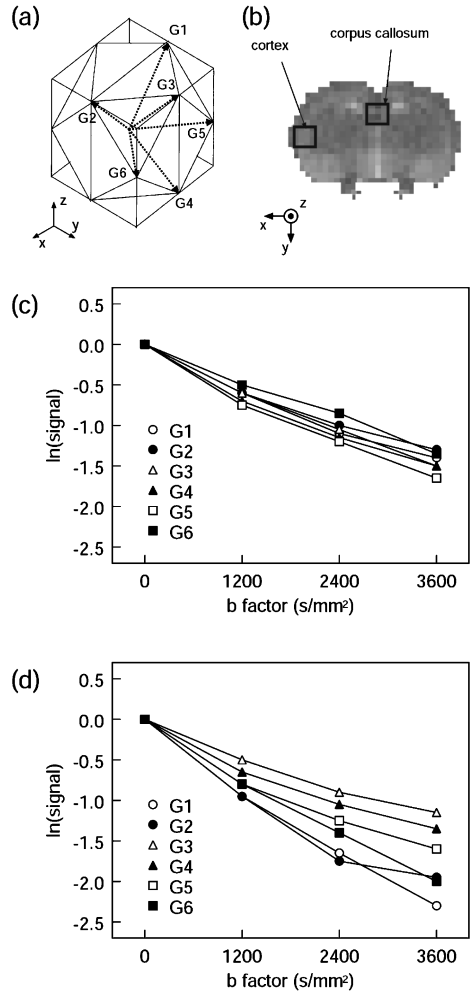 (a)
G1
G2
G3
G5
G6
G4
z
x
y
(b)
corpus callosum
cortex
z
x
y
(c)
0.5
0.0
-0.5
-1.0
-1.5
-2.0
-2.5
ln(signal)
G1
G2
G3
G4
G5
G6
0 1200 2400 3600
b factor (s/mm²)
(d)
0.5
0.0
-0.5
-1.0
-1.5
-2.0
-2.5
ln(signal)
G1
G2
G3
G4
G5
G6
0 1200 2400 3600
b factor (s/mm²)